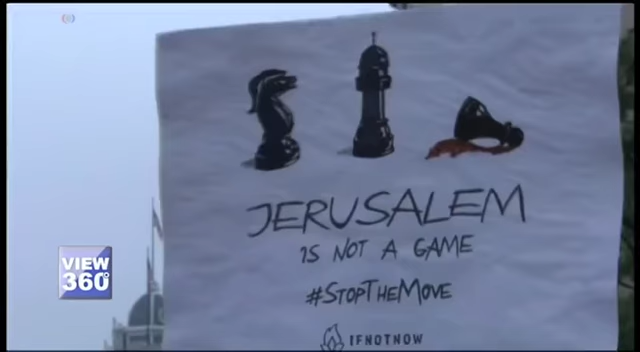 JERUSALEM
IS NOT A GAME
#STOPTHEMOVE
IFNOTNOW
VIEW
360°